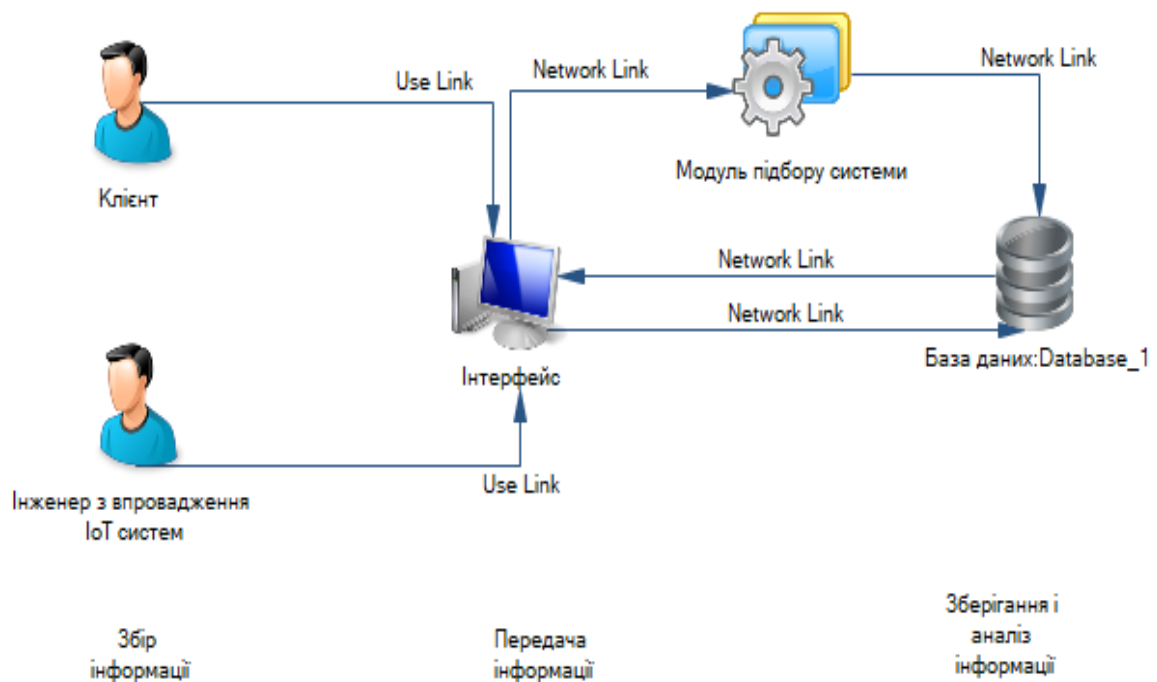 Use Link
Network Link
Network Link
Клієнт
Модуль підбору системи
Network Link
Network Link
База даних:Database_1
Інтерфейс
Use Link
Інженер з впровадження
IoT систем
Збір
інформації
Передача
інформації
Зберігання і
аналіз
інформації